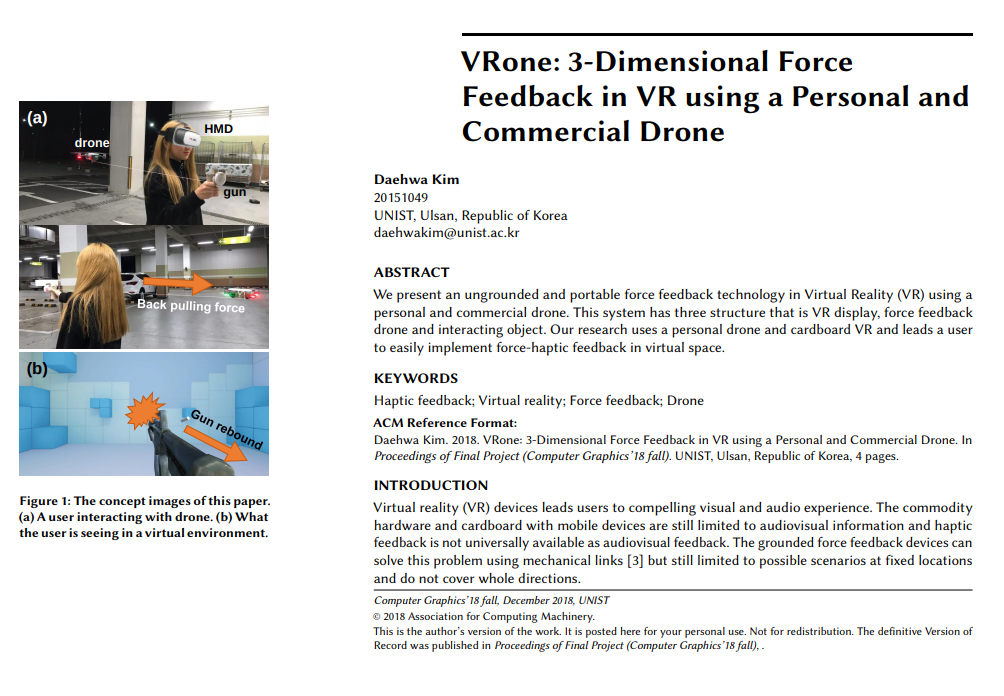 VRone: 3-Dimensional Force
Feedback in VR using a Personal and
Commercial Drone
(a)
HMD
drone
gun
Back pulling force
(b)
Gun rebound
Figure 1: The concept images of this paper.
(a) A user interacting with drone. (b) What
the user is seeing in a virtual environment.
Daehwa Kim
20151049
UNIST, Ulsan, Republic of Korea
daehwakim@unist.ac.kr
ABSTRACT
We present an ungrounded and portable force feedback technology in Virtual Reality (VR) using a
personal and commercial drone. This system has three structure that is VR display, force feedback
drone and interacting object. Our research uses a personal drone and cardboard VR and leads a user
to easily implement force-haptic feedback in virtual space.
KEYWORDS
Haptic feedback; Virtual reality; Force feedback; Drone
ACM Reference Format:
Daehwa Kim. 2018. VRone: 3-Dimensional Force Feedback in VR using a Personal and Commercial Drone. In
Proceedings of Final Project (Computer Graphics'18 fall). UNIST, Ulsan, Republic of Korea, 4 pages.
INTRODUCTION
Virtual reality (VR) devices leads users to compelling visual and audio experience. The commodity
hardware and cardboard with mobile devices are still limited to audiovisual information and haptic
feedback is not universally available as audiovisual feedback. The grounded force feedback devices can
solve this problem using mechanical links [3] but still limited to possible scenarios at fixed locations
and do not cover whole directions.
Computer Graphics'18 fall, December 2018, UNIST
© 2018 Association for Computing Machinery.
This is the author's version of the work. It is posted here for your personal use. Not for redistribution. The definitive Version of
Record was published in Proceedings of Final Project (Computer Graphics'18 fall), .